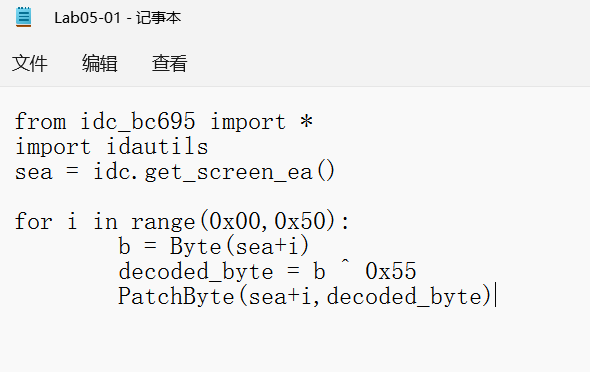 Lab05-01 - 记事本
文件 编辑 查看
from idc_bc695 import *
import idautils
sea = idc.get_screen_ea()

for i in range(0x00,0x50):
        b = Byte(sea+i)
        decoded_byte = b ^ 0x55
        PatchByte(sea+i,decoded_byte)